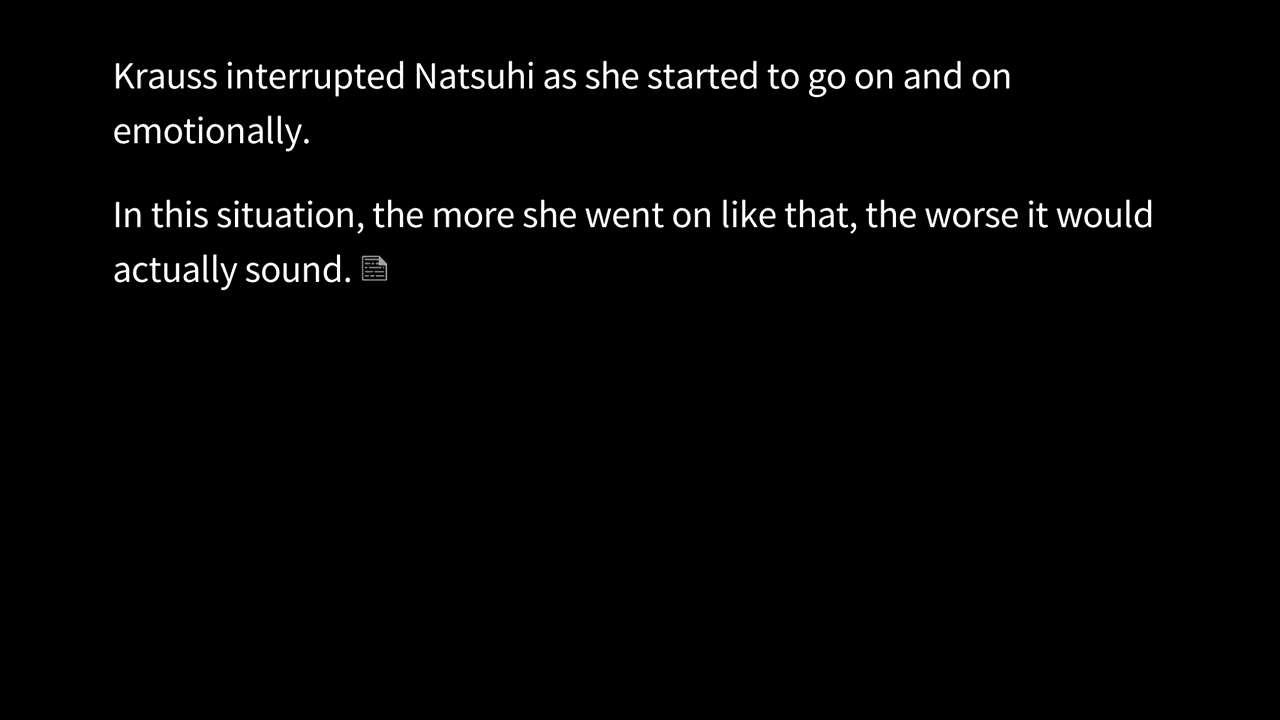 Krauss interrupted Natsuhi as she started to go on and on
emotionally.
In this situation, the more she went on like that, the worse it would
actually sound.